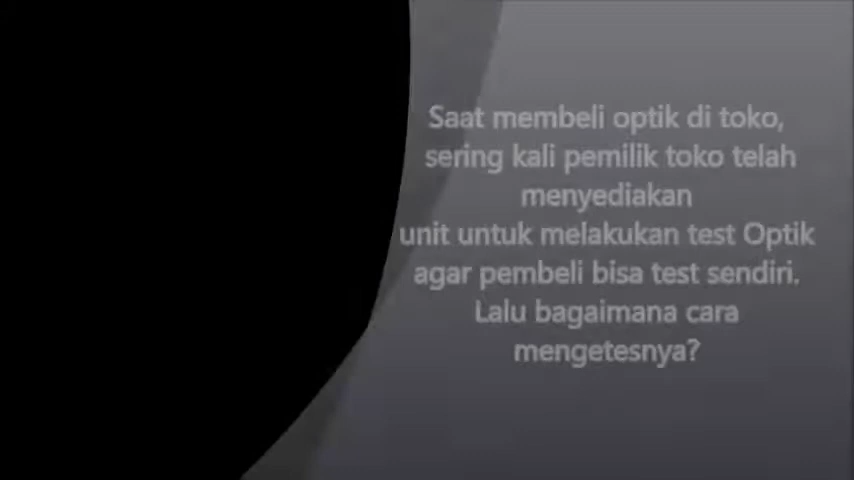 Saat membeli optik di toko,
sering kali pemilik toko telah
menyediakan
unit untuk melakukan test Optik
agar pembeli bisa test sendiri.
Lalu bagaimana cara
mengetesnya?